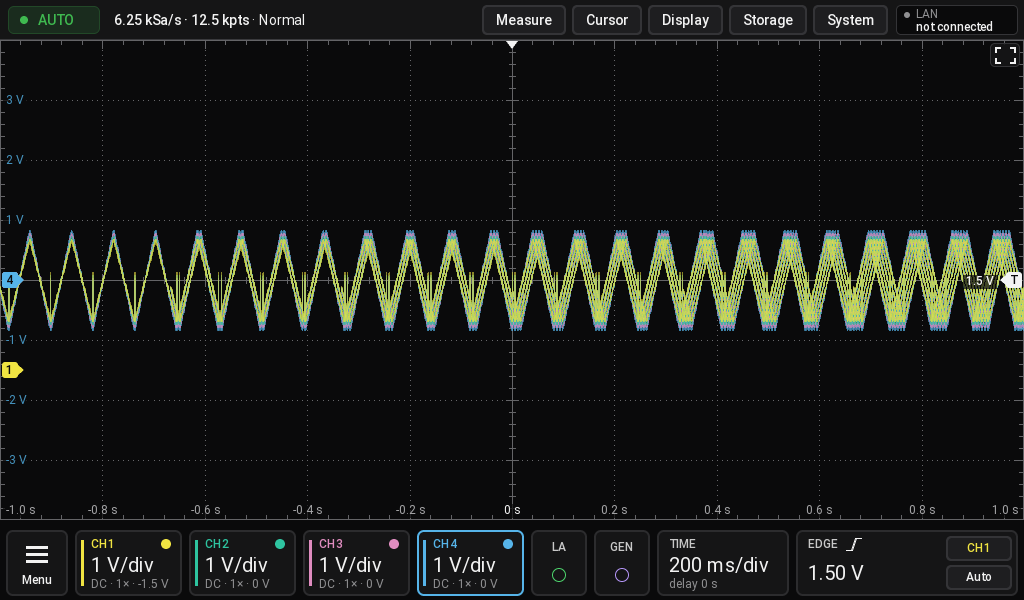 AUTO
6.25 kSa/s · 12.5 kpts · Normal
Measure
Cursor
Display
Storage
System
LAN
not connected
3 V
2 V
1 V
4
1.5 V
T
-1 V
1
-2 V
-3 V
-1.0 s
-0.8 s
-0.6 s
-0.4 s
-0.2 s
0 s
0.2 s
0.4 s
0.6 s
0.8 s
1.0 s
Menu
CH1
1 V/div
DC · 1× · -1.5 V
CH2
1 V/div
DC · 1× · 0 V
CH3
1 V/div
DC · 1× · 0 V
CH4
1 V/div
DC · 1× · 0 V
LA
GEN
TIME
200 ms/div
delay 0 s
EDGE
1.50 V
CH1
Auto